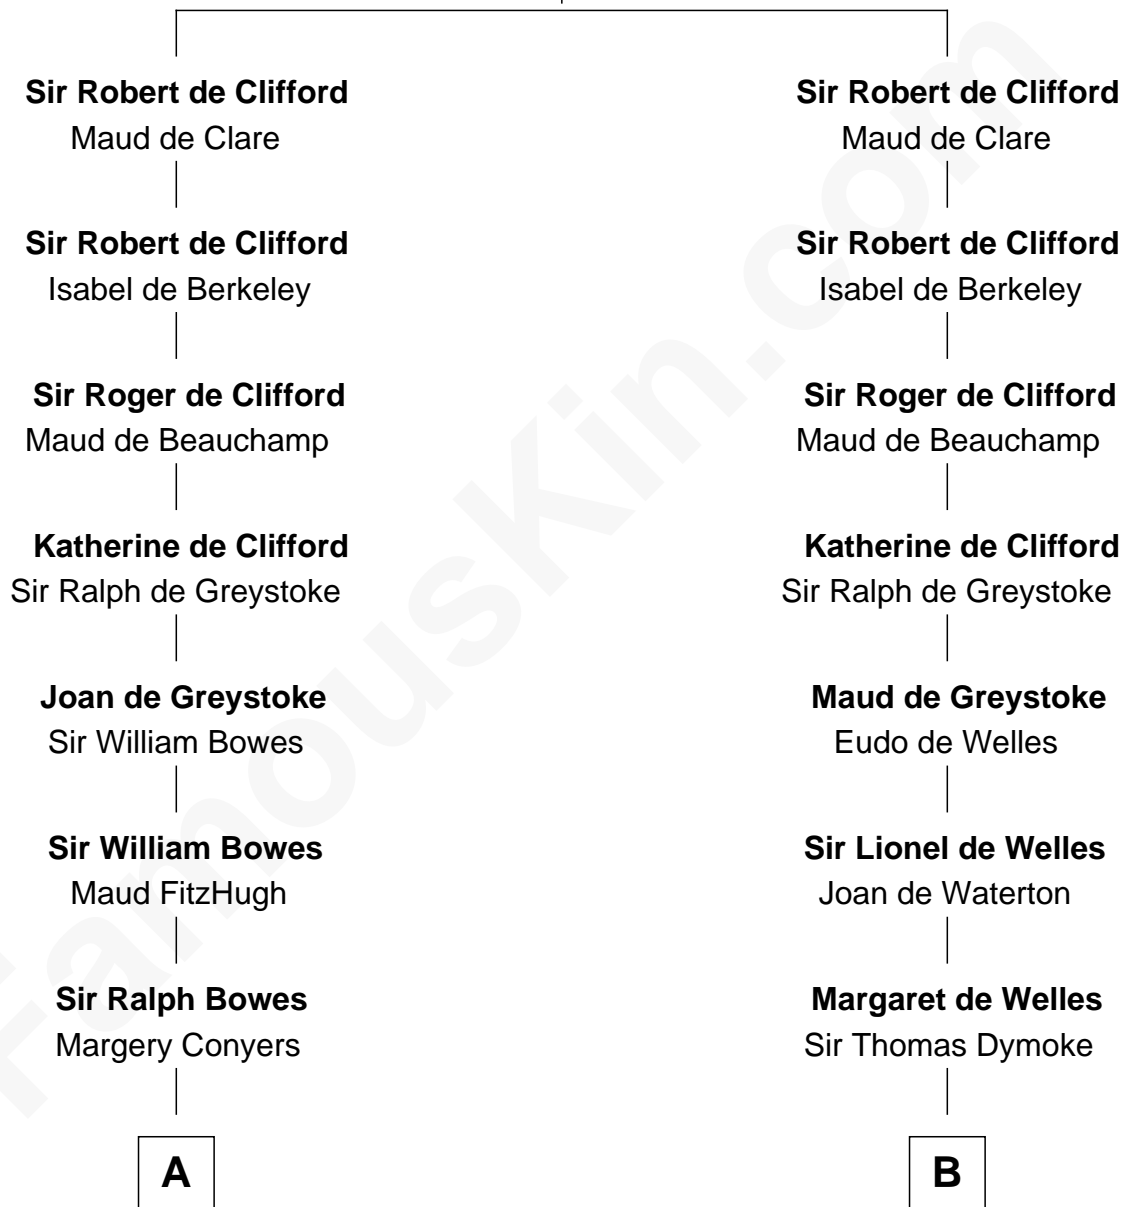 Sir Robert de Clifford
Maud de Clare
Sir Robert de Clifford
Isabel de Berkeley
Sir Roger de Clifford
Maud de Beauchamp
Katherine de Clifford
Sir Ralph de Greystoke
Joan de Greystoke
Sir William Bowes
Sir William Bowes
Maud FitzHugh
Sir Ralph Bowes
Margery Conyers
A
Sir Robert de Clifford
Maud de Clare
Sir Robert de Clifford
Isabel de Berkeley
Sir Roger de Clifford
Maud de Beauchamp
Katherine de Clifford
Sir Ralph de Greystoke
Maud de Greystoke
Eudo de Welles
Sir Lionel de Welles
Joan de Waterton
Margaret de Welles
Sir Thomas Dymoke
B
FamousKin.com